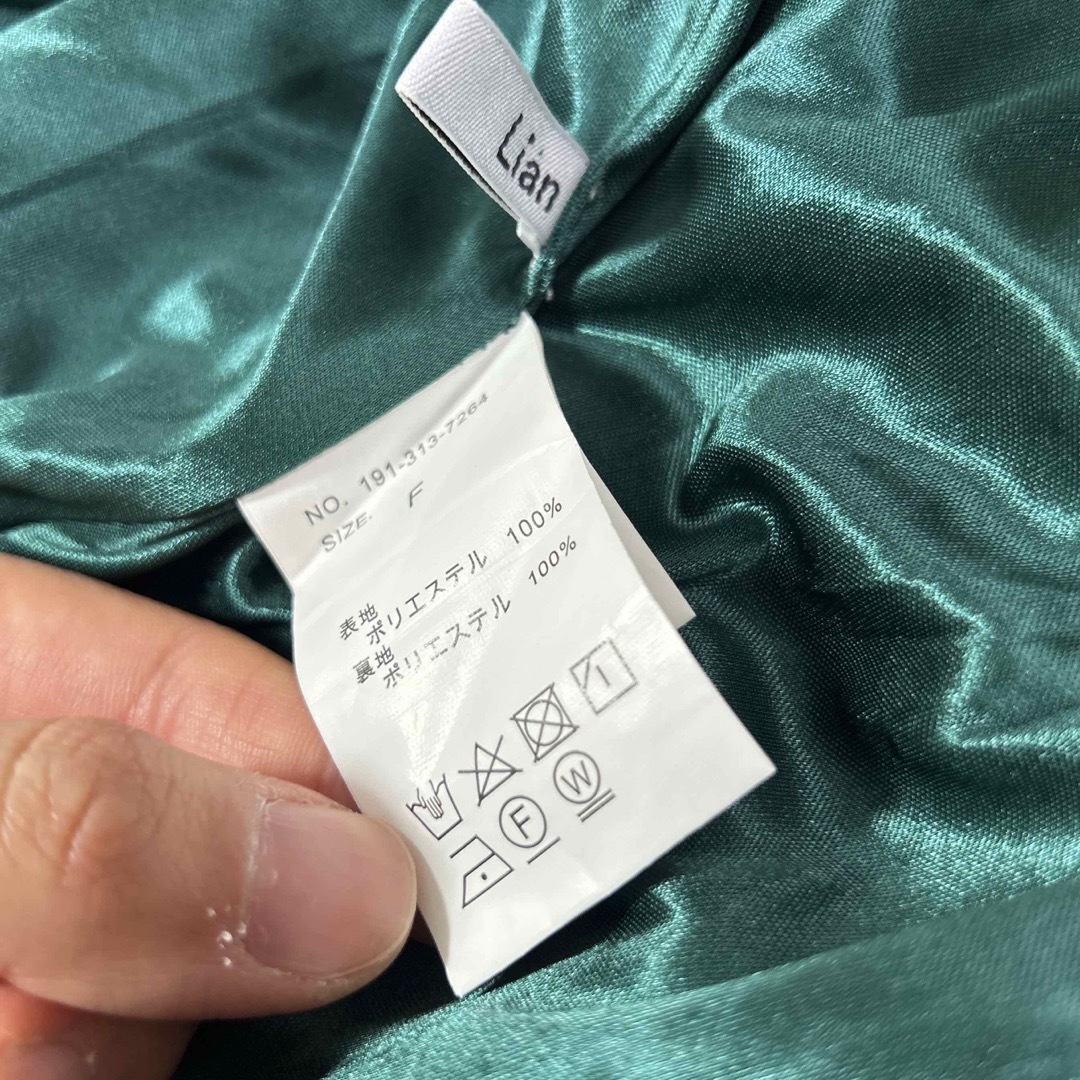 Lian
NO. 191-313-7264
SIZE. F
表地
ポリエステル 100%
裏地
ポリエステル 100%
F
W